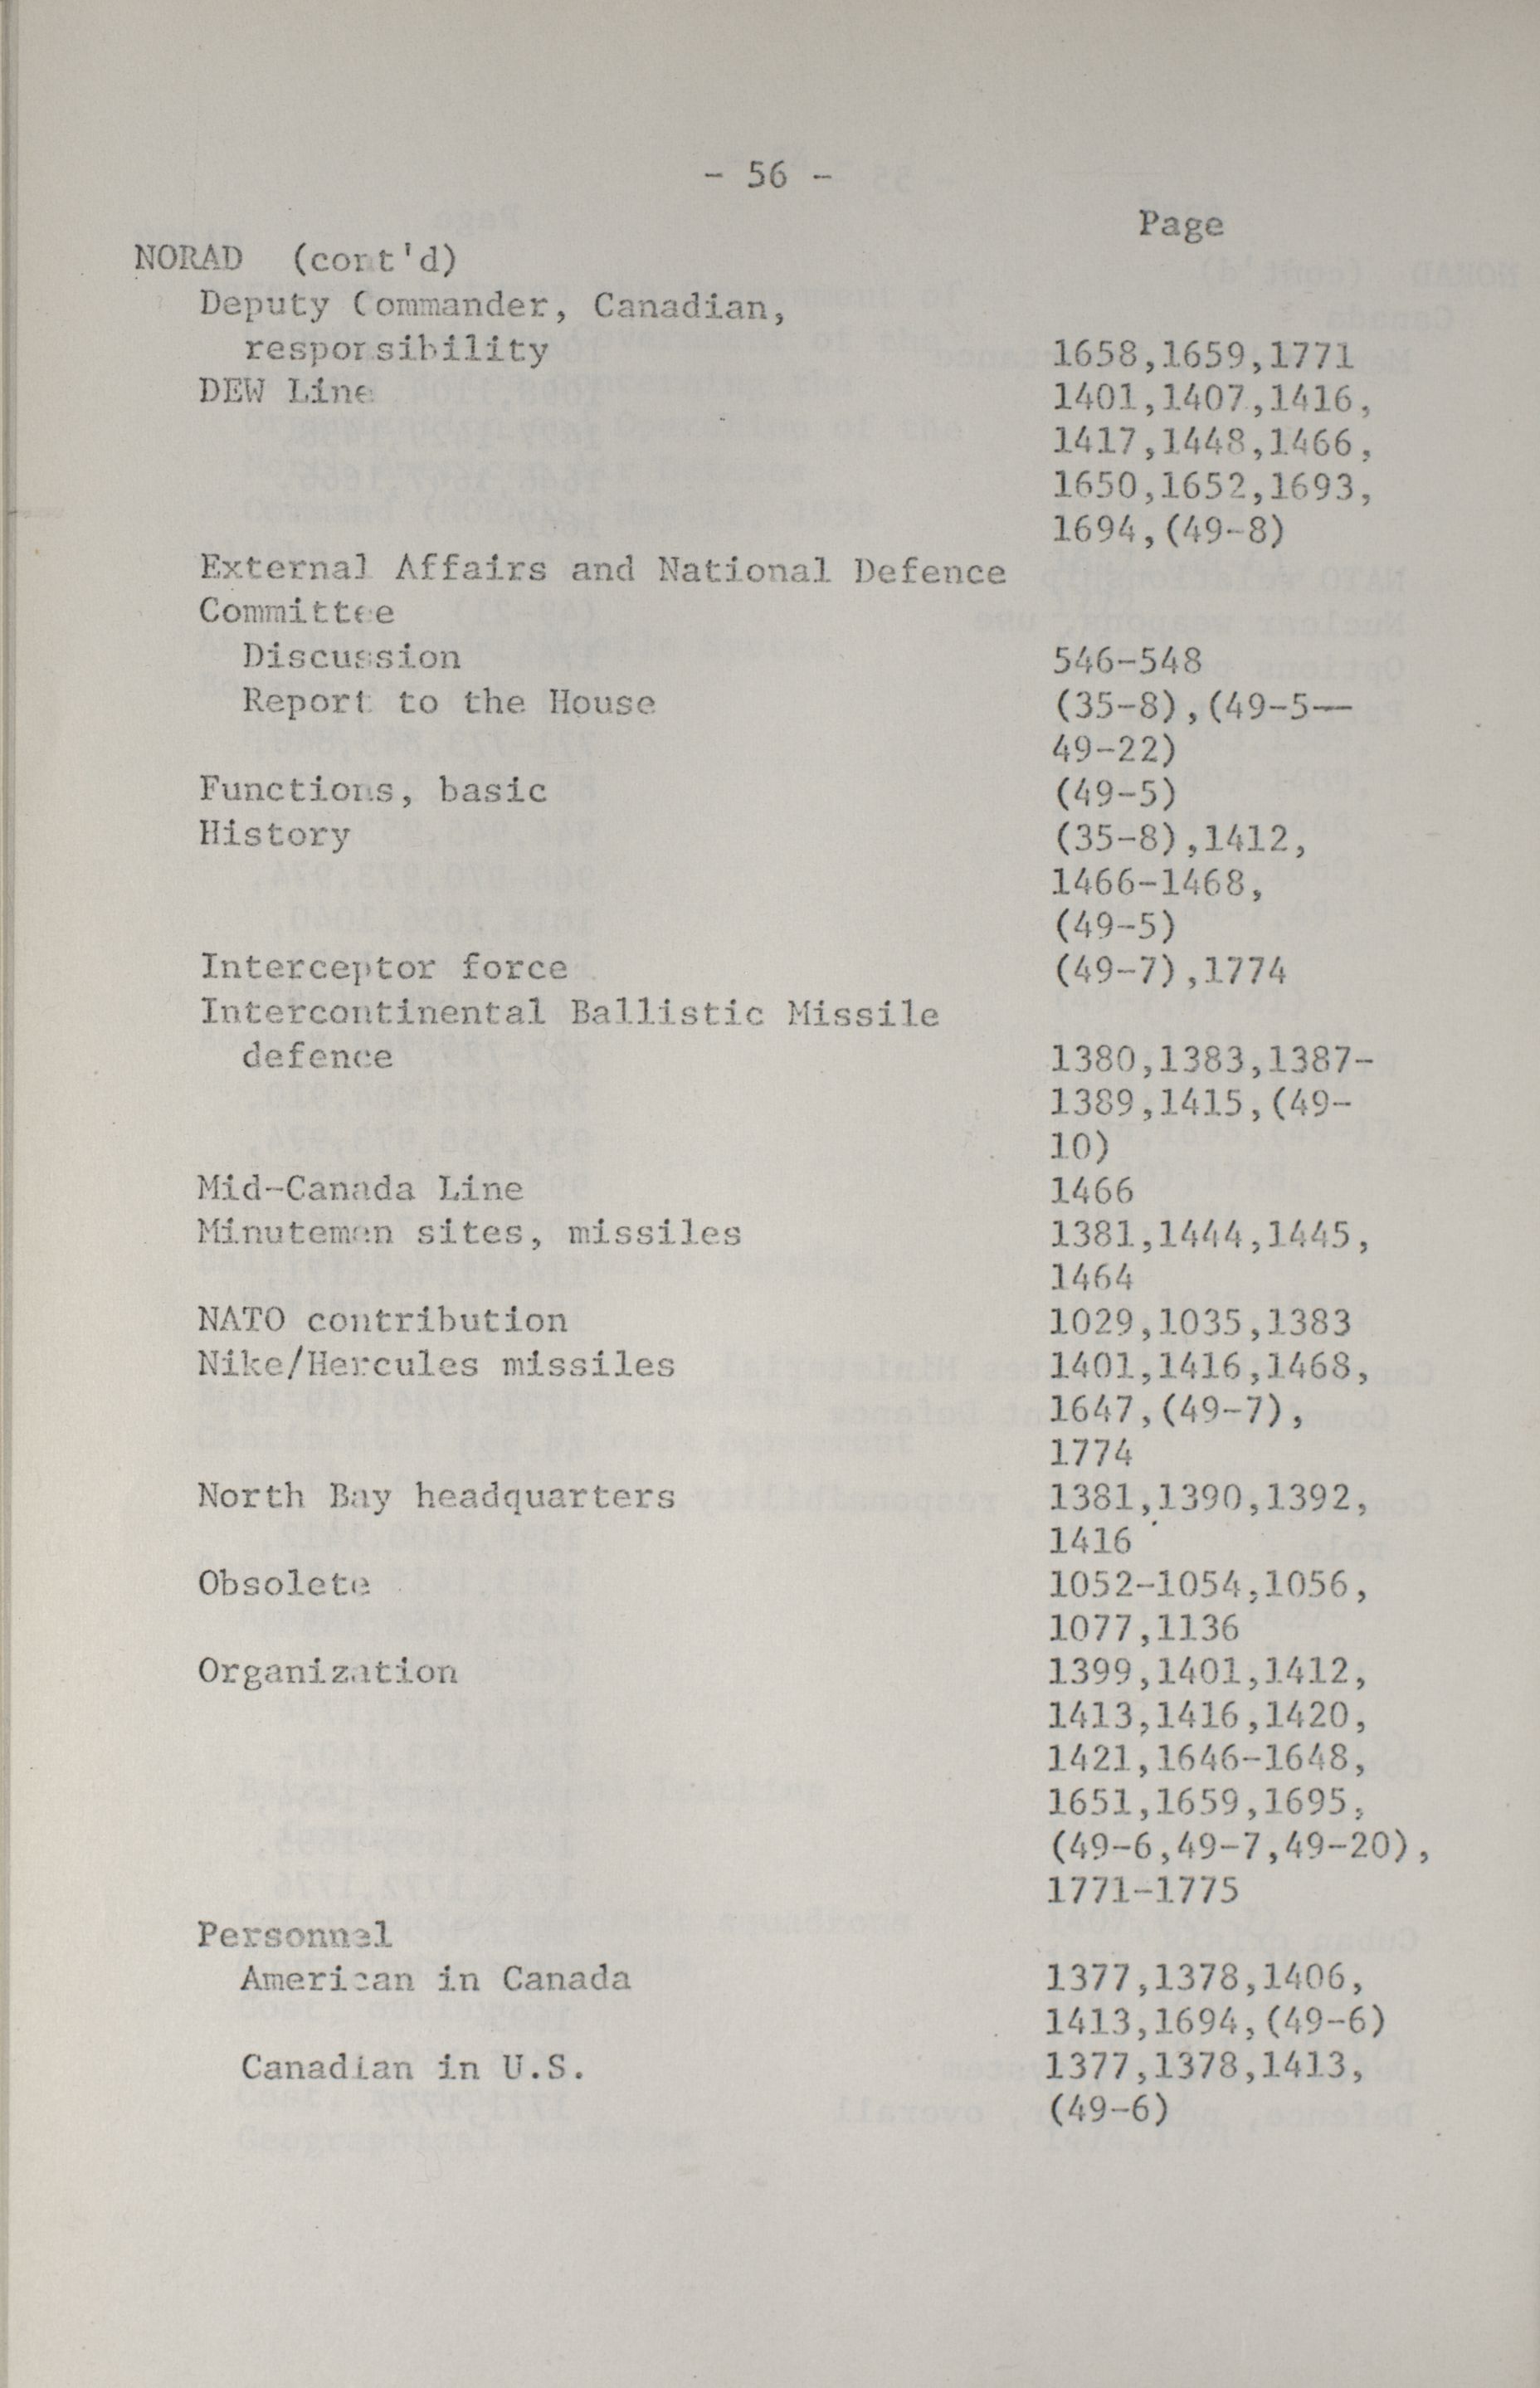 - 56 -
Page
NORAD (cont'd)
Deputy Commander, Canadian,
responsibility 1658,1659,1771
DEW Line 1401,1407,1416,
1417,1448,1466,
1650,1652,1693,
1694,(49-8)
External Affairs and National Defence
Committee
Discussion 546-548
Report to the House (35-8),(49-5—
49-22)
Functions, basic (49-5)
History (35-8),1412,
1466-1468,
(49-5)
Interceptor force (49-7),1774
Intercontinental Ballistic Missile
defence 1380,1383,1387-
1389,1415,(49-
10)
Mid-Canada Line 1466
Minutemen sites, missiles 1381,1444,1445,
1464
NATO contribution 1029,1035,1383
Nike/Hercules missiles 1401,1416,1468,
1647,(49-7),
1774
North Bay headquarters 1381,1390,1392,
1416
Obsolete 1052-1054,1056,
1077,1136
Organization 1399,1401,1412,
1413,1416,1420,
1421,1646-1648,
1651,1659,1695,
(49-6,49-7,49-20),
1771-1775
Personnel
American in Canada 1377,1378,1406,
1413,1694,(49-6)
Canadian in U.S. 1377,1378,1413,
(49-6)